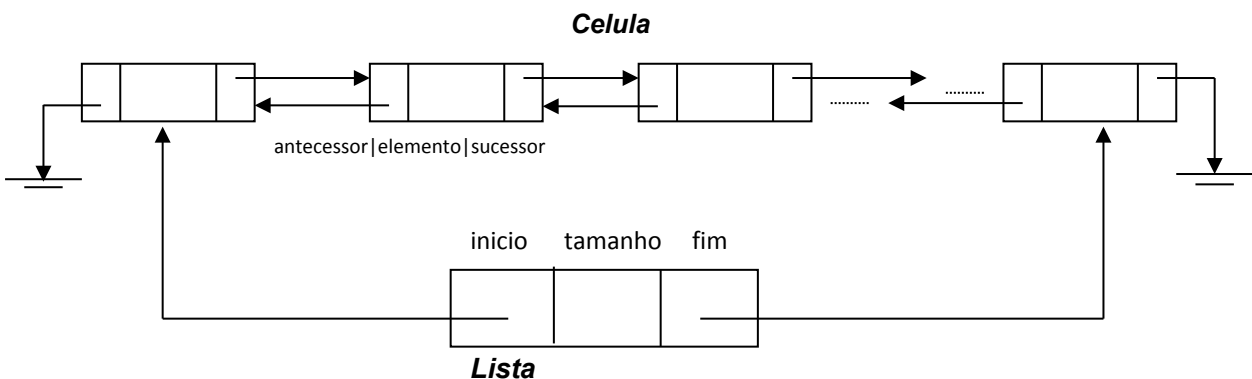 Celula
..........
..........
antecessor|elemento|sucessor
inicio tamanho fim
Lista